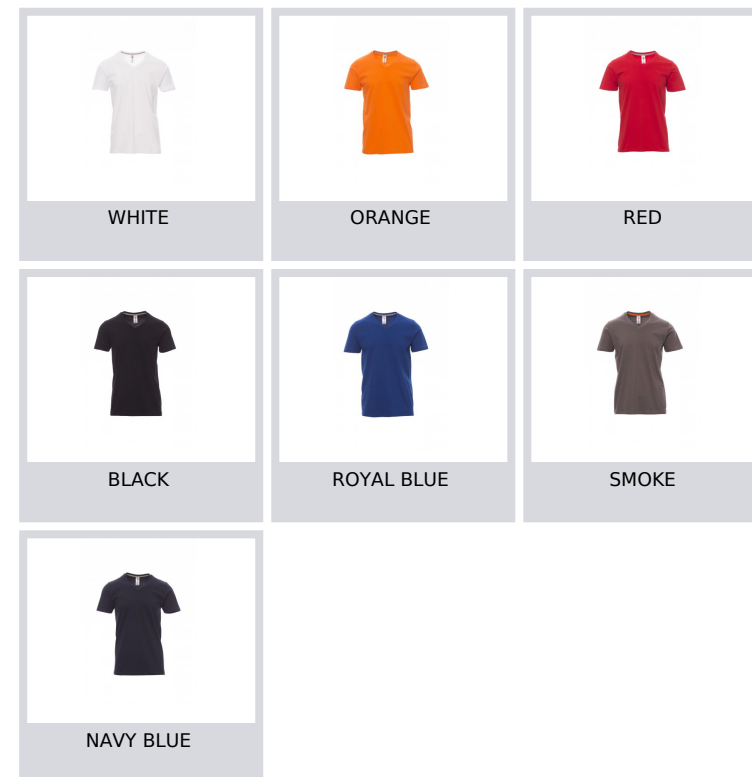 WHITE
ORANGE
RED
BLACK
ROYAL BLUE
SMOKE
NAVY BLUE